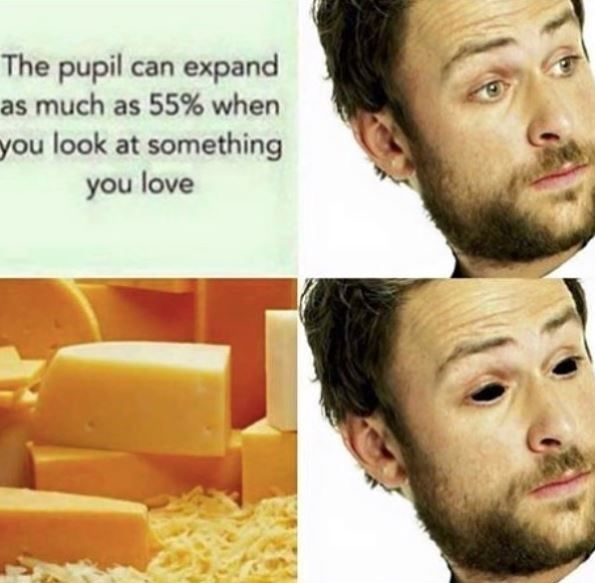 The pupil can expand
as much as 55% when
you look at something
you love